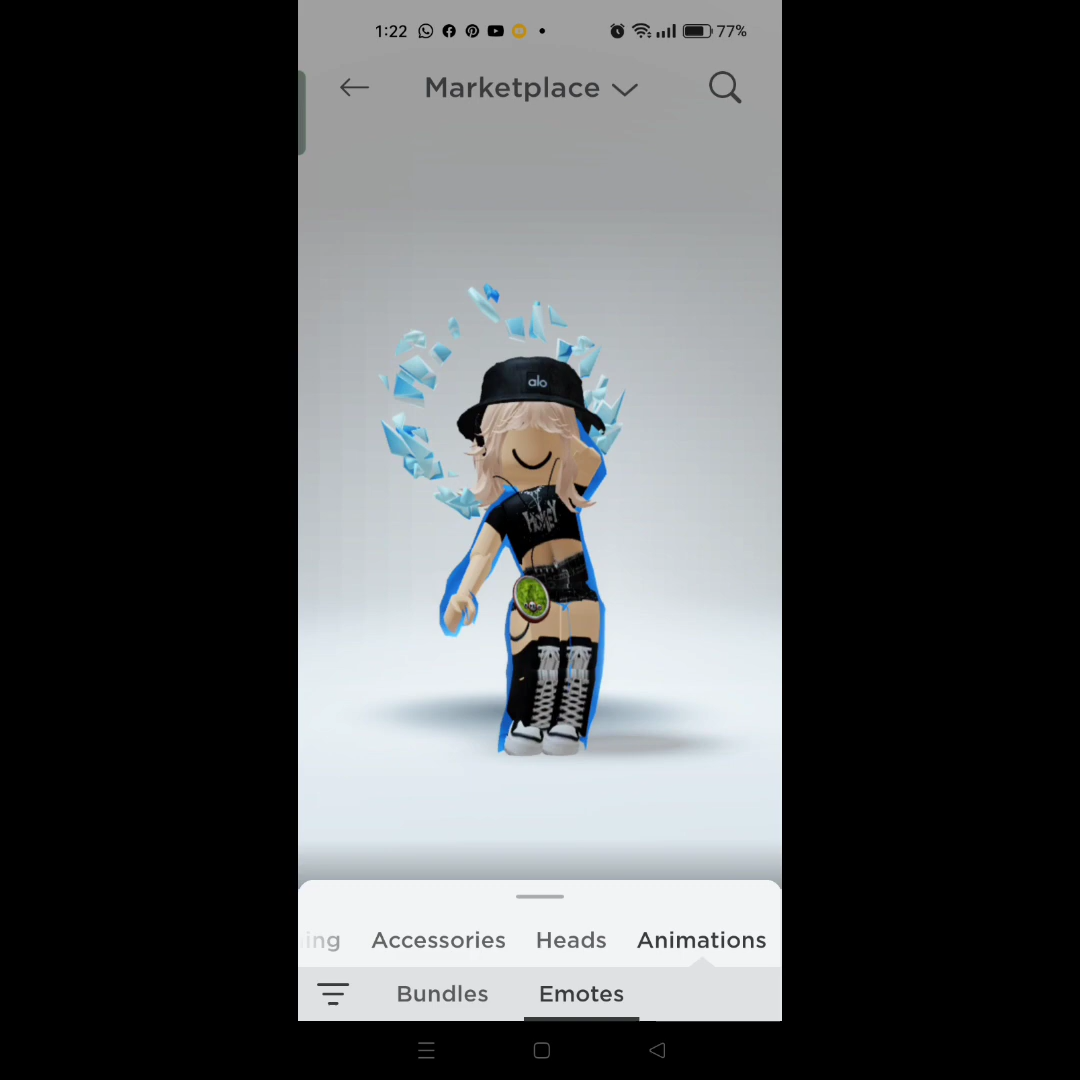 1:22 77%
Marketplace
alo
ing Accessories Heads Animations
Bundles Emotes